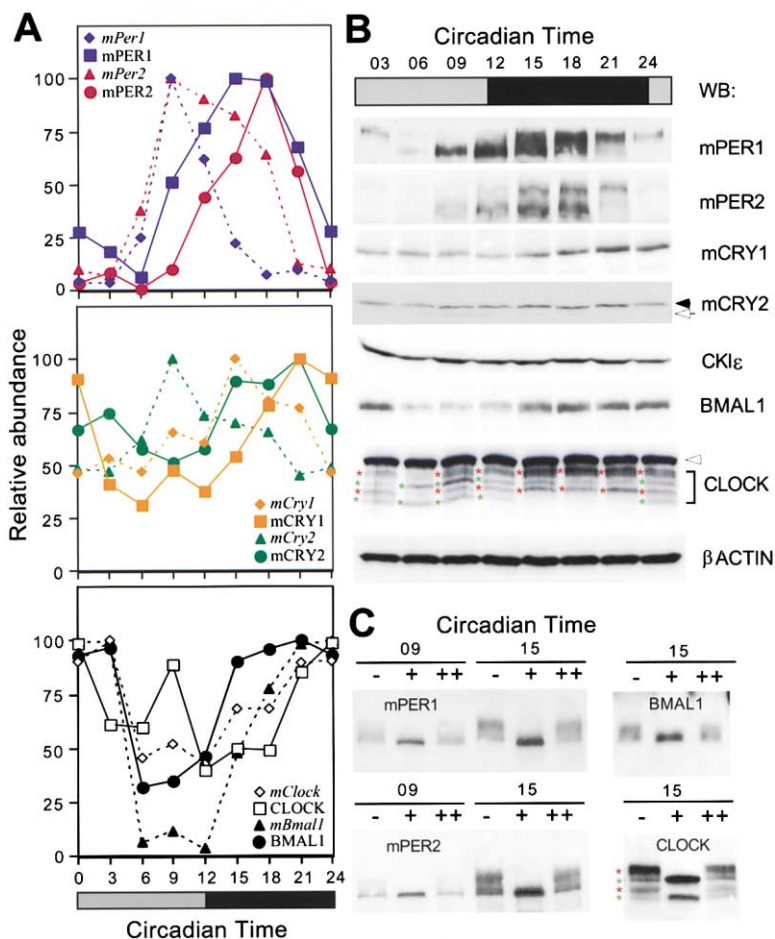 A
mPer1
mPER1
mPer2
mPER2
100
75
50
25
0
Relative abundance
100
75
50
25
0
mCry1
mCRY1
mCry2
mCRY2
100
75
50
25
0
mClock
CLOCK
mBmal1
BMAL1
0 3 6 9 12 15 18 21 24
Circadian Time
B
Circadian Time
03 06 09 12 15 18 21 24
WB:
mPER1
mPER2
mCRY1
mCRY2
CKIε
BMAL1
* * * * * * * *
CLOCK
βACTIN
C
Circadian Time
09 15 15
- + ++ - + ++ - + ++
mPER1 BMAL1
09 15 15
- + ++ - + ++ - + ++
mPER2 CLOCK
*
*
*
*